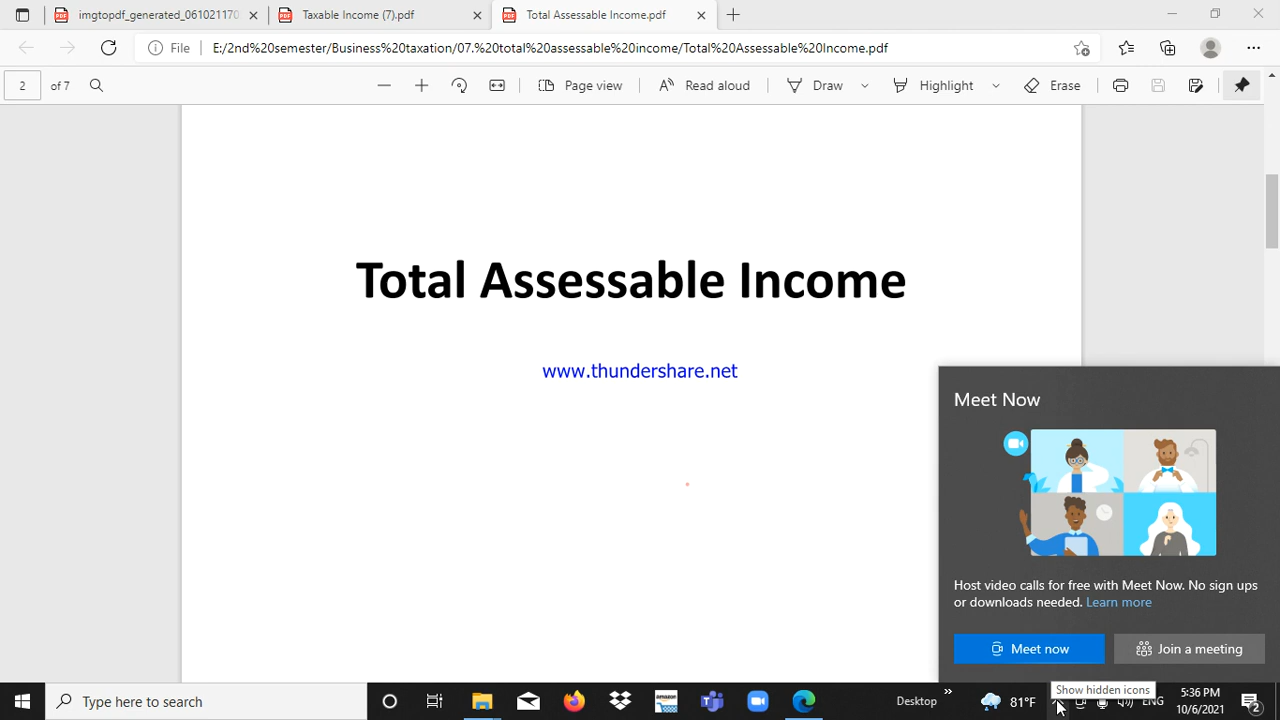 imgtopdf_generated_061021170
Taxable Income (7).pdf
Total Assessable Income.pdf
File
E:/2nd%20semester/Business%20taxation/07.%20total%20assessable%20income/Total%20Assessable%20Income.pdf
2 of 7
Page view
Read aloud
Draw
Highlight
Erase
Total Assessable Income
www.thundershare.net
Meet Now
Host video calls for free with Meet Now. No sign ups
or downloads needed. Learn more
Meet now
Join a meeting
Show hidden icons
Type here to search
Desktop
81°F
ENG
5:36 PM
10/6/2021
2